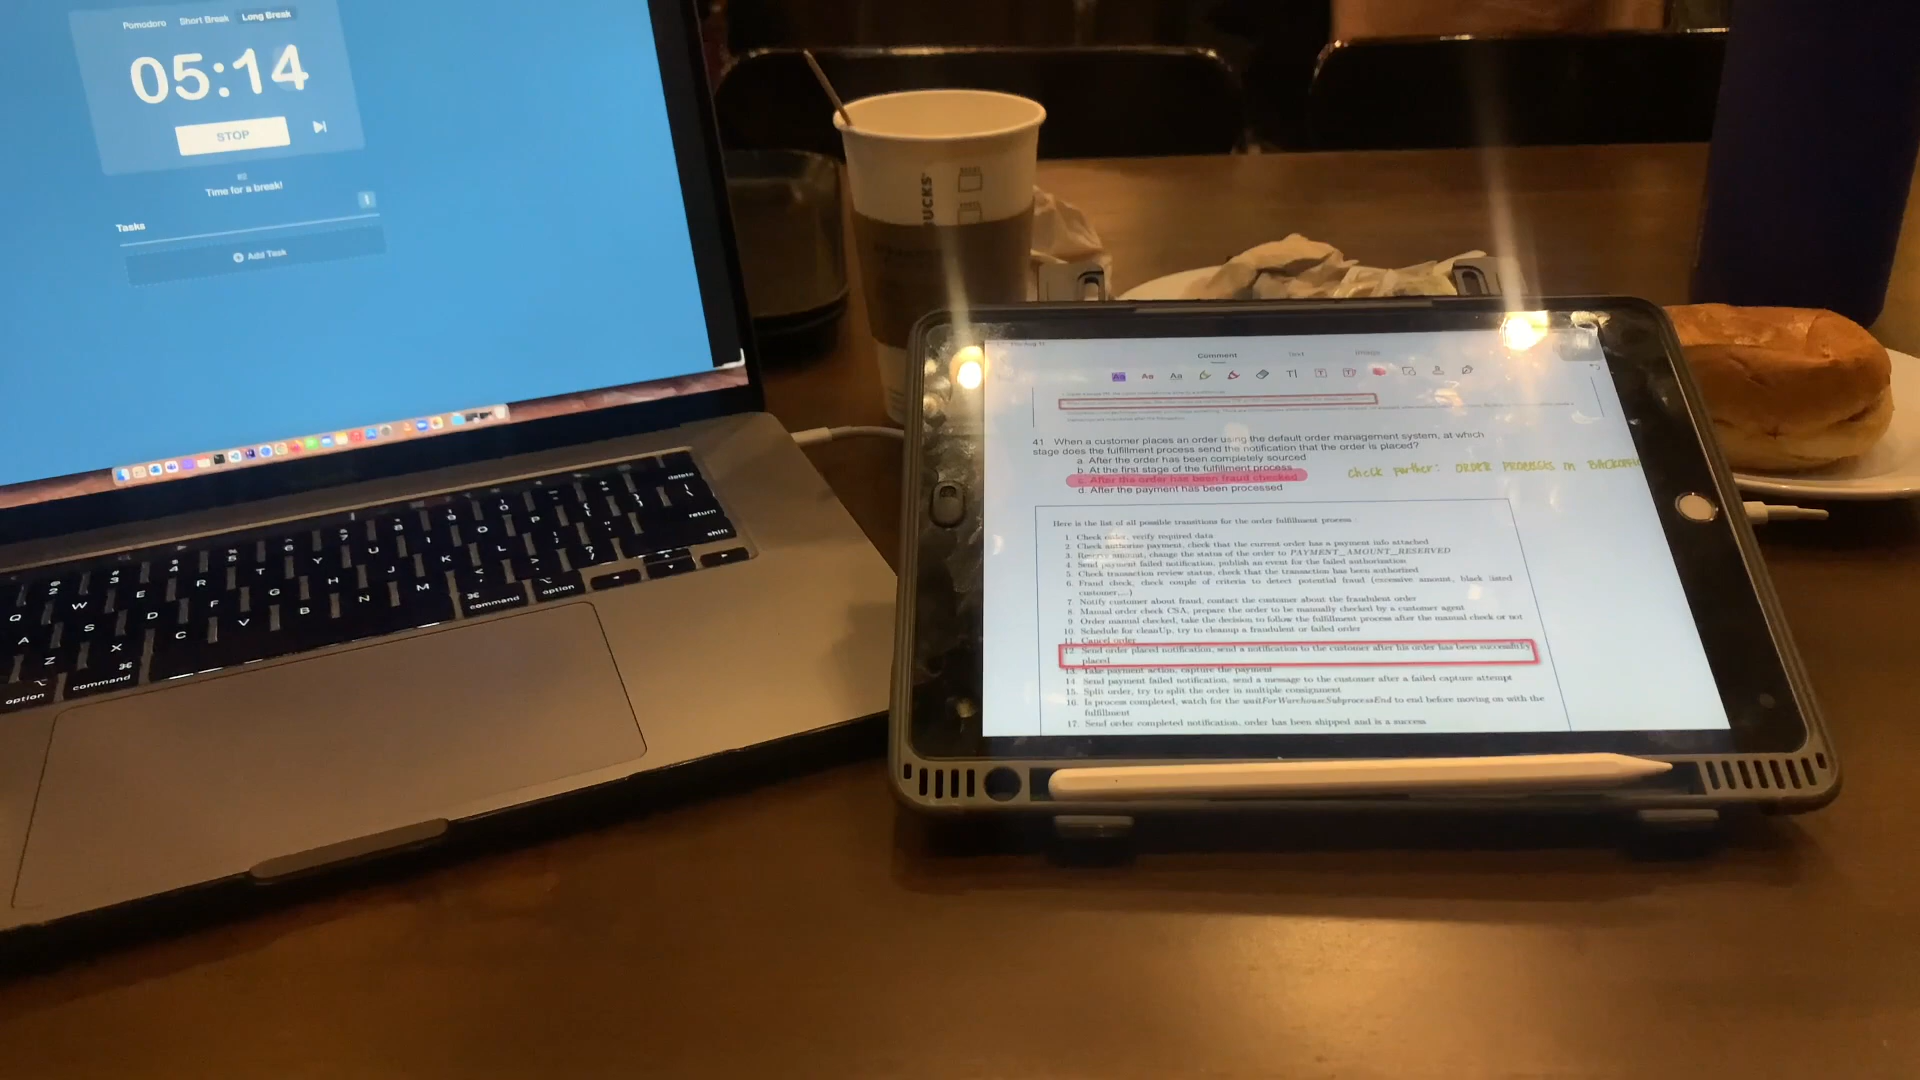 Pomodoro Short Break Long Break
05:14
STOP
#2
Time for a break!
Tasks
Add Task
delete
return
shift
command
option
option
command
BUCKS
Comment Text Image
41 When a customer places an order using the default order management system, at which
stage does the fulfillment process send the notification that the order is placed?
a. After the order has been completely sourced
b. At the first stage of the fulfillment process
c. After the order has been fraud checked
d. After the payment has been processed
check further: ORDER PROCESSES in BACKOFFI
Here is the list of all possible transitions for the order fulfillment process
1. Check order, verify required data
2. Check authorize payment, check that the current order has a payment info attached
3. Reserve amount, change the status of the order to PAYMENT_AMOUNT_RESERVED
4. Send payment failed notification, publish an event for the failed authorization
5. Check transaction review status, check that the transaction has been authorized
6. Fraud check, check couple of criteria to detect potential fraud (excessive amount, black listed
customer,...)
7. Notify customer about fraud, contact the customer about the fraudulent order
8. Manual order check CSA, prepare the order to be manually checked by a customer agent
9. Order manual checked, take the decision to follow the fulfillment process after the manual check or not
10. Schedule for cleanUp, try to cleanup a fraudulent or failed order
11. Cancel order
12. Send order placed notification, send a notification to the customer after his order has been successfully
placed
13. Take payment action, capture the payment
14. Send payment failed notification, send a message to the customer after a failed capture attempt
15. Split order, try to split the order in multiple consignment
16. Is process completed, watch for the waitForWarehouseSubprocessEnd to end before moving on with the
fulfillment
17. Send order completed notification, order has been shipped and is a success